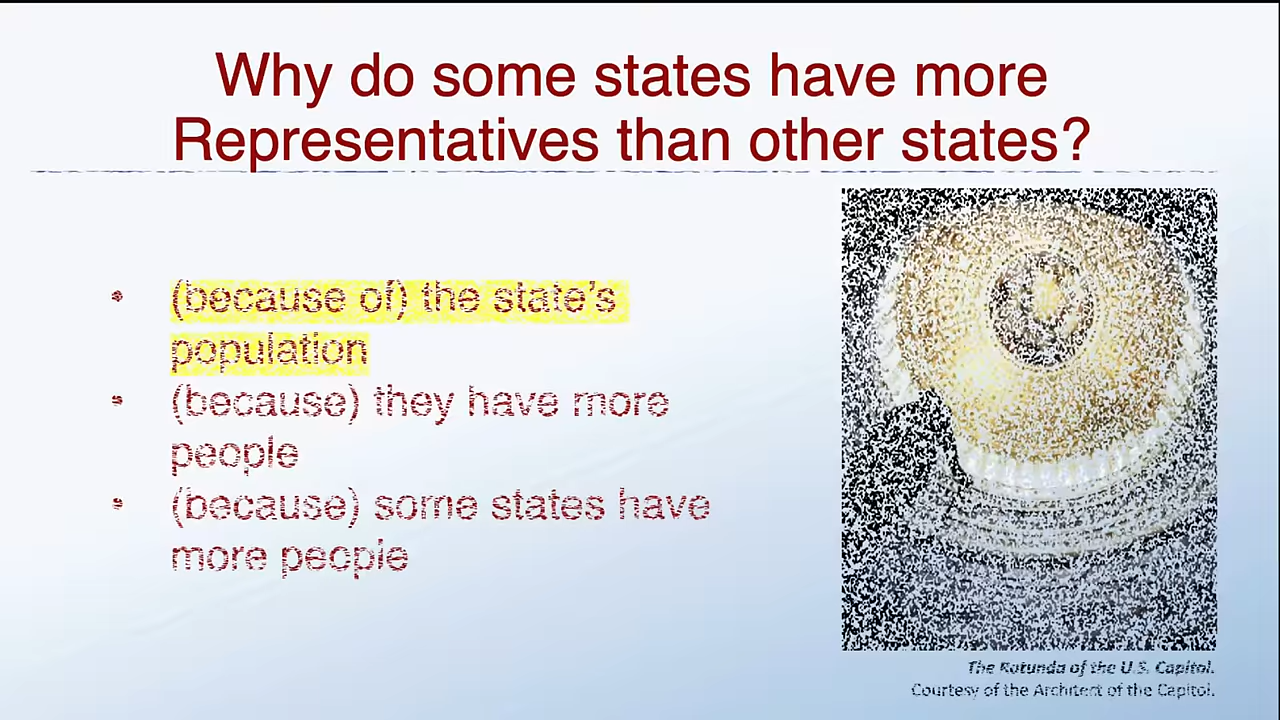 Why do some states have more
Representatives than other states?
• (because of) the state's
population
• (because) they have more
people
• (because) some states have
more people
The Rotunda of the U.S. Capitol.
Courtesy of the Architect of the Capitol.